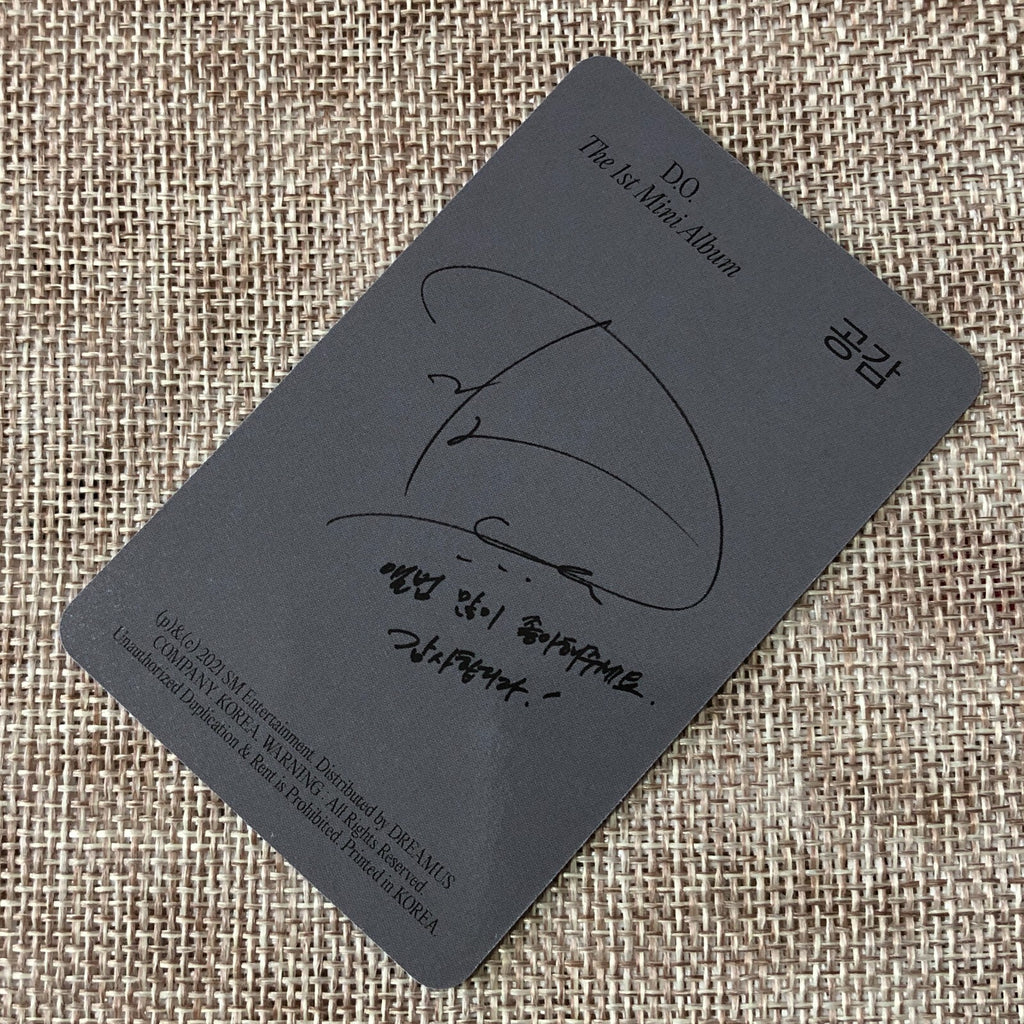 D.O.
The 1st Mini Album
공감
앨범 많이 좋아해주세요.
감사합니다!
(p)&(c) 2021 SM Entertainment. Distributed by DREAMUS
COMPANY, KOREA. WARNING : All Rights Reserved.
Unauthorized Duplication & Rent is Prohibited. Printed in KOREA.